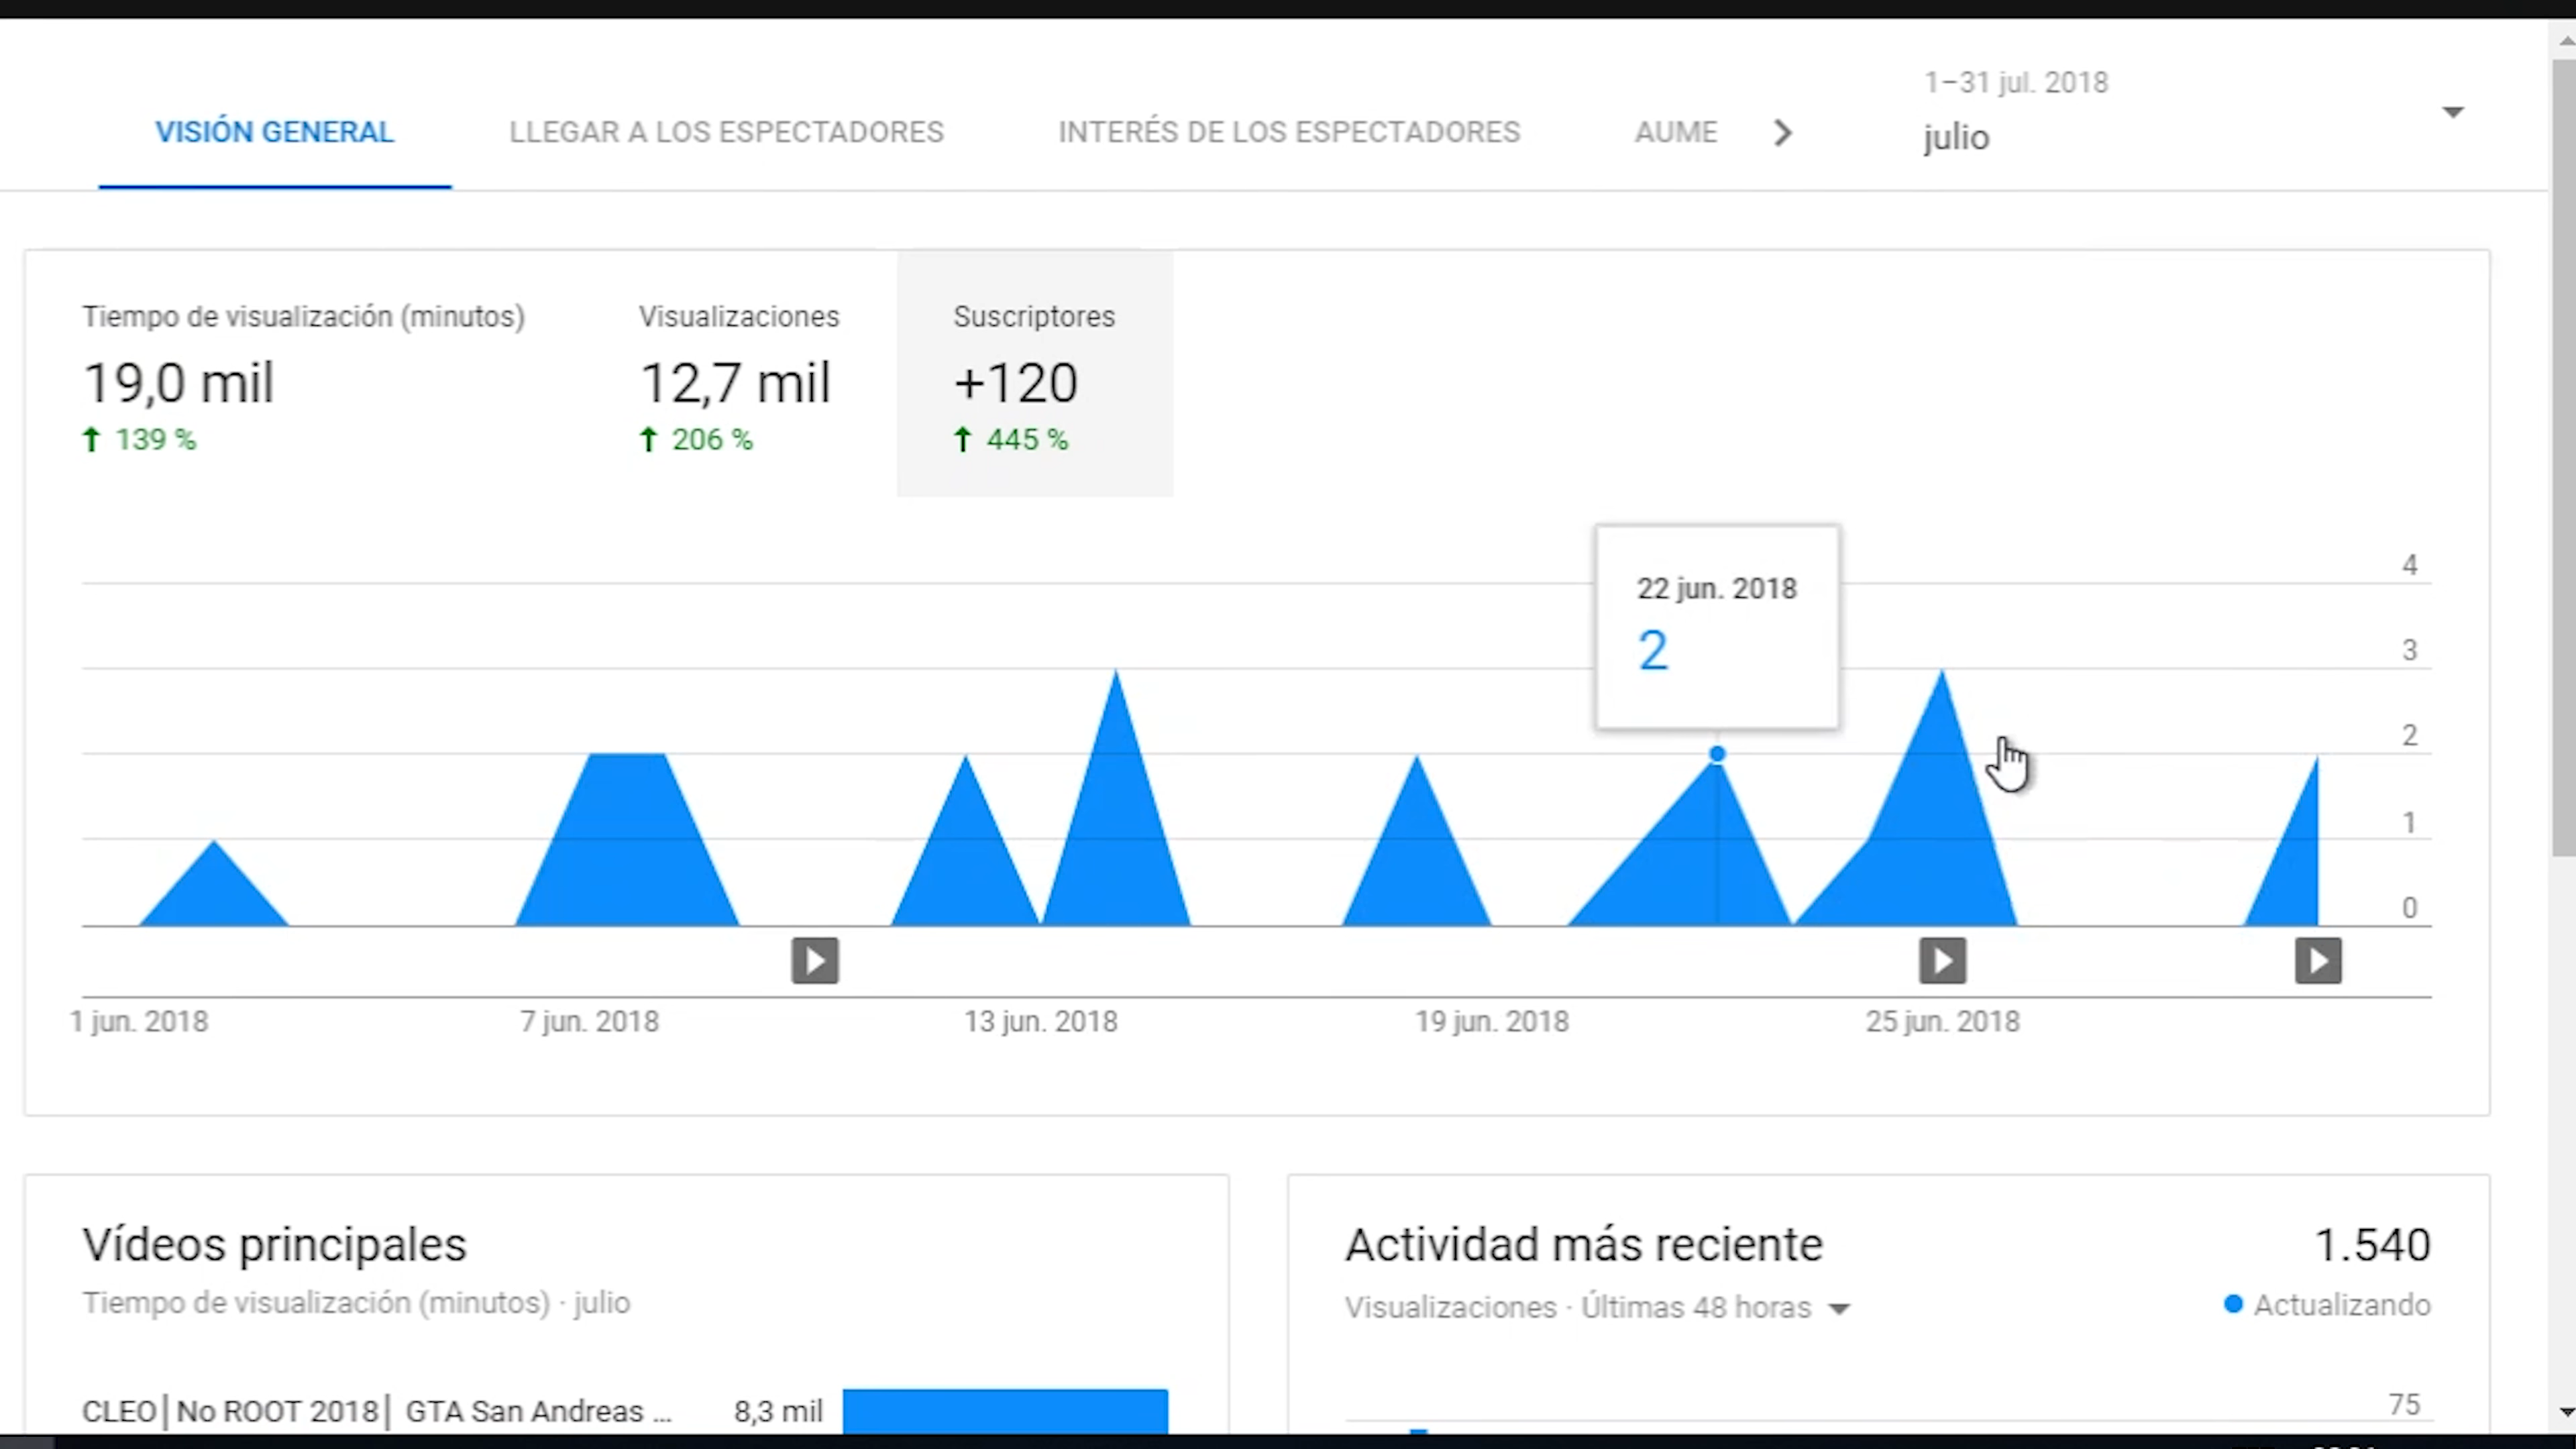 1–31 jul. 2018
VISIÓN GENERAL LLEGAR A LOS ESPECTADORES INTERÉS DE LOS ESPECTADORES AUME julio
Tiempo de visualización (minutos) Visualizaciones Suscriptores
19,0 mil 12,7 mil +120
139 % 206 % 445 %
4
22 jun. 2018
3
2
2
1
0
1 jun. 2018 7 jun. 2018 13 jun. 2018 19 jun. 2018 25 jun. 2018
Vídeos principales
Tiempo de visualización (minutos) · julio
CLEO│No ROOT 2018│ GTA San Andreas ... 8,3 mil
Actividad más reciente 1.540
Visualizaciones · Últimas 48 horas Actualizando
75